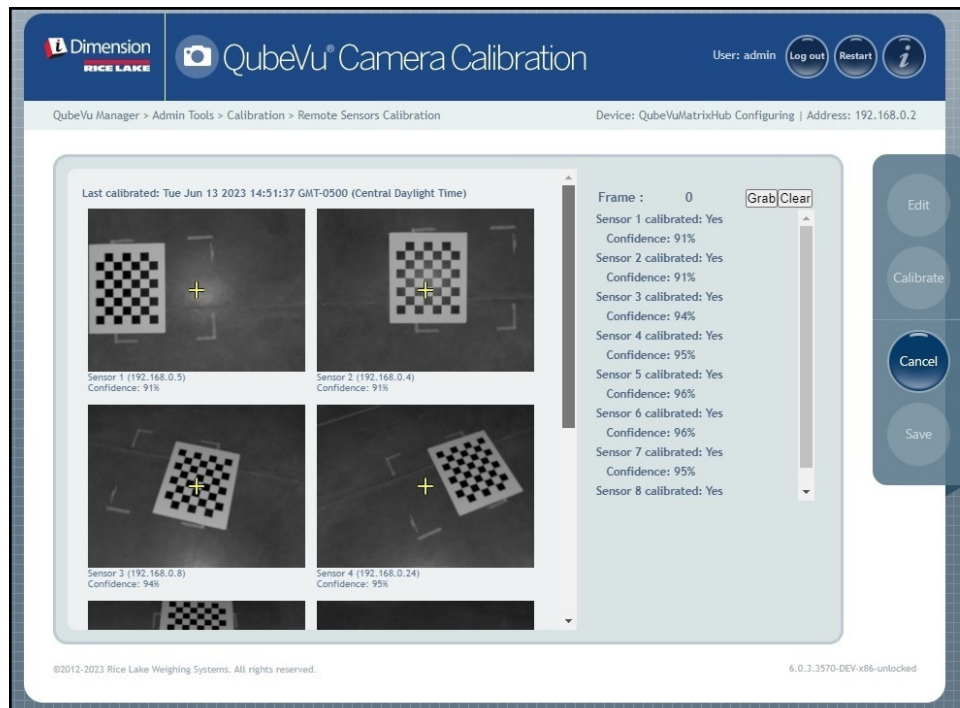 i Dimension
RICE LAKE
QubeVu® Camera Calibration
User: admin
Log out
Restart
i
QubeVu Manager > Admin Tools > Calibration > Remote Sensors Calibration
Device: QubeVuMatrixHub Configuring | Address: 192.168.0.2
Last calibrated: Tue Jun 13 2023 14:51:37 GMT-0500 (Central Daylight Time)
Sensor 1 (192.168.0.5)
Confidence: 91%
Sensor 2 (192.168.0.4)
Confidence: 91%
Sensor 3 (192.168.0.8)
Confidence: 94%
Sensor 4 (192.168.0.24)
Confidence: 95%
Frame : 0
Grab
Clear
Sensor 1 calibrated: Yes
Confidence: 91%
Sensor 2 calibrated: Yes
Confidence: 91%
Sensor 3 calibrated: Yes
Confidence: 94%
Sensor 4 calibrated: Yes
Confidence: 95%
Sensor 5 calibrated: Yes
Confidence: 96%
Sensor 6 calibrated: Yes
Confidence: 96%
Sensor 7 calibrated: Yes
Confidence: 95%
Sensor 8 calibrated: Yes
Edit
Calibrate
Cancel
Save
©2012-2023 Rice Lake Weighing Systems. All rights reserved.
6.0.3.3570-DEV-x86-unlocked